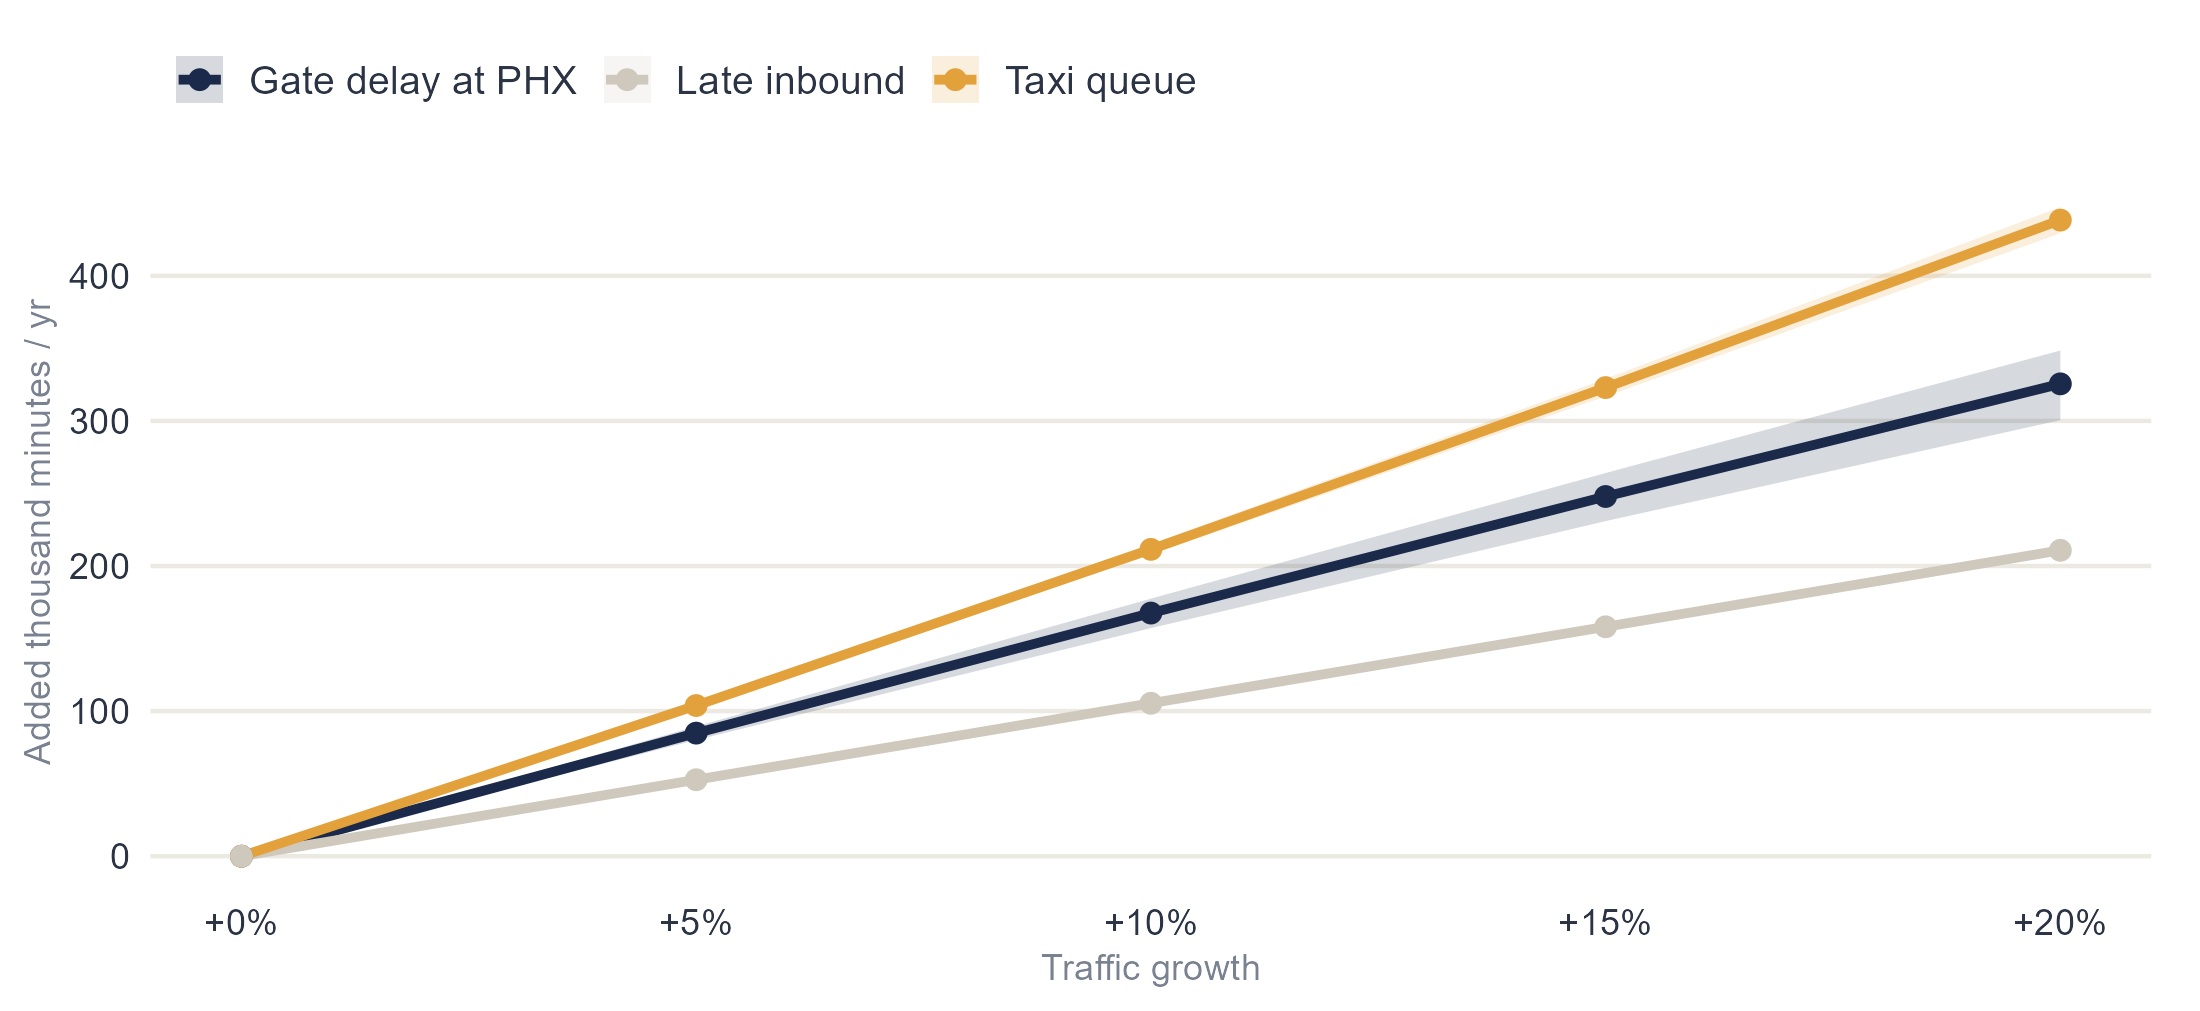 Gate delay at PHX Late inbound Taxi queue
Added thousand minutes / yr
400
300
200
100
0
+0% +5% +10% +15% +20%
Traffic growth